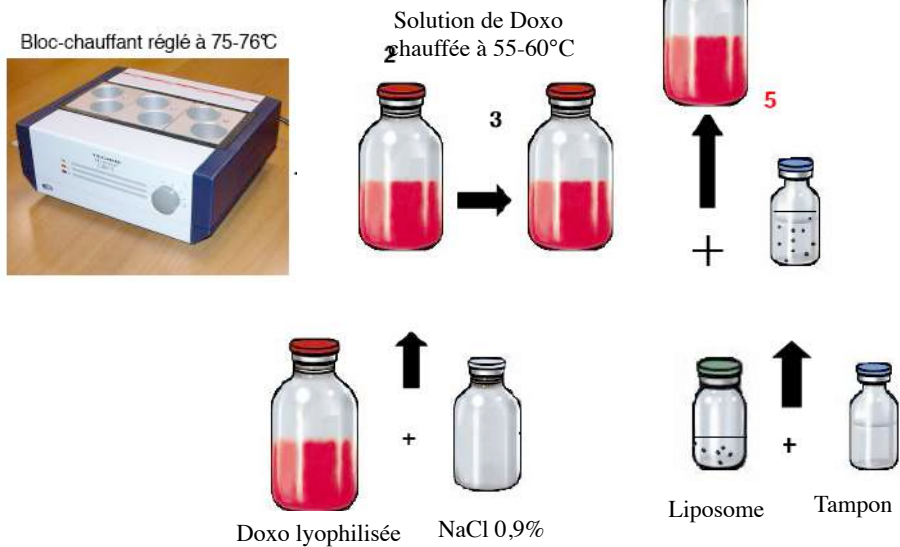 Bloc-chauffant réglé à 75-76°C
Solution de Doxo
chauffée à 55-60°C
2
3
5
+
+
+
Doxo lyophilisée
NaCl 0,9%
Liposome
Tampon